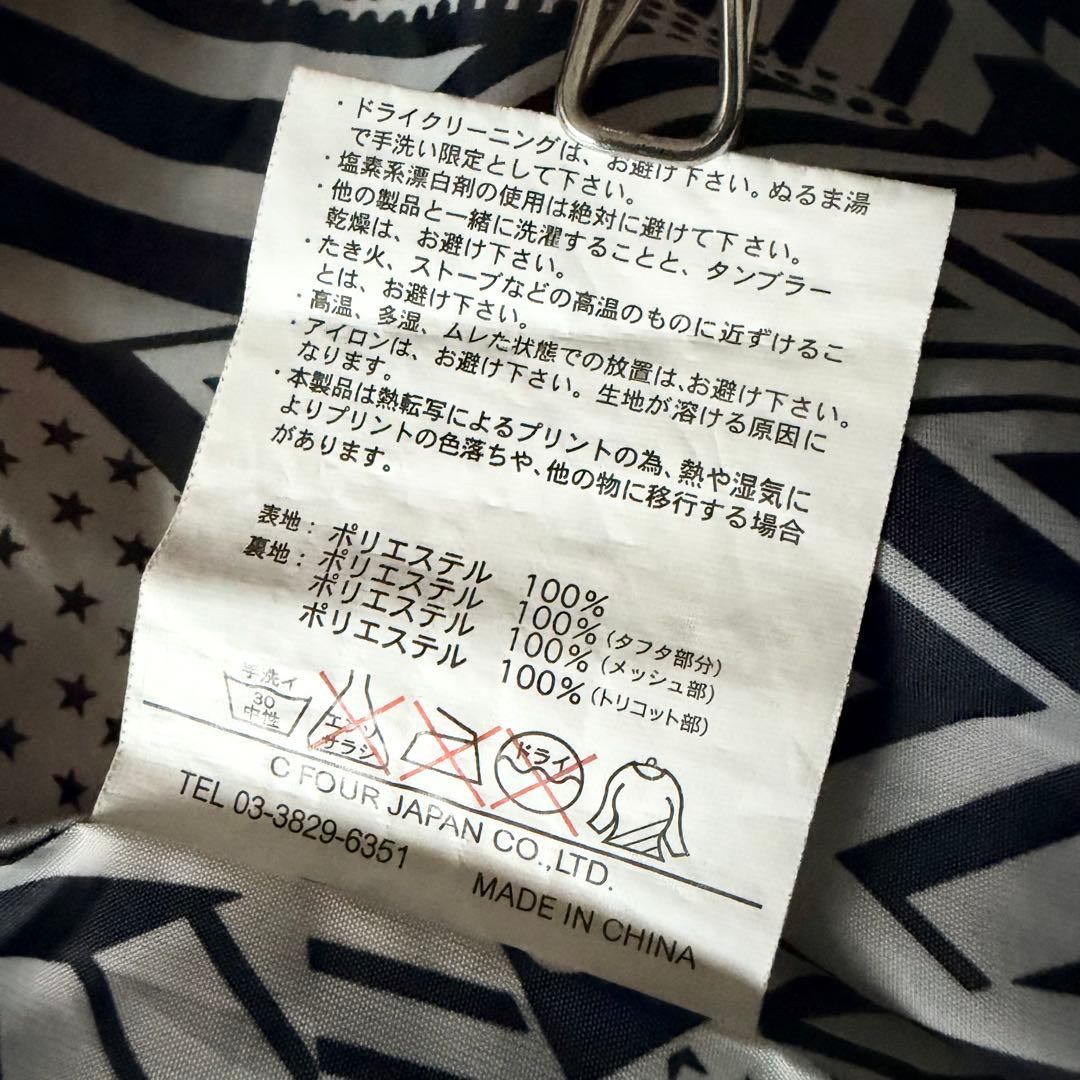 ・ドライクリーニングは、お避け下さい。ぬるま湯
で手洗い限定として下さい。
・塩素系漂白剤の使用は絶対に避けて下さい。
・他の製品と一緒に洗濯することと、タンブラー
乾燥は、お避け下さい。
・たき火、ストーブなどの高温のものに近ずけるこ
とは、お避け下さい。
・高温、多湿、ムレた状態での放置は、お避け下さい。
・アイロンは、お避け下さい。生地が溶ける原因に
なります。
・本製品は熱転写によるプリントの為、熱や湿気に
よりプリントの色落ちや、他の物に移行する場合
があります。
表地：ポリエステル 100%
裏地：ポリエステル 100%(タフタ部分)
ポリエステル 100%(メッシュ部)
ポリエステル 100%(トリコット部)
手洗イ
30
中性
エンソ
サラシ
ドライ
C FOUR JAPAN CO.,LTD.
TEL 03-3829-6351
MADE IN CHINA